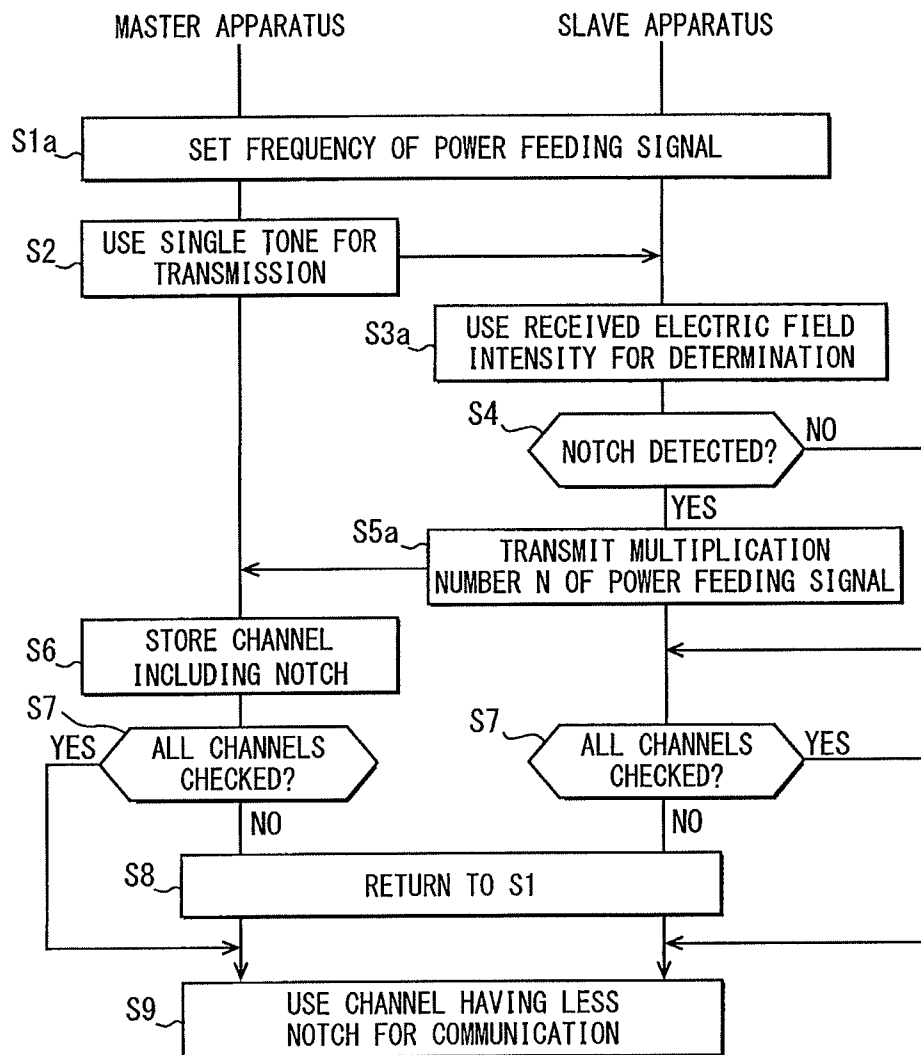 MASTER APPARATUS
SLAVE APPARATUS
S1a
SET FREQUENCY OF POWER FEEDING SIGNAL
S2
USE SINGLE TONE FOR
TRANSMISSION
S3a
USE RECEIVED ELECTRIC FIELD
INTENSITY FOR DETERMINATION
S4
NOTCH DETECTED?
NO
YES
S5a
TRANSMIT MULTIPLICATION
NUMBER N OF POWER FEEDING SIGNAL
S6
STORE CHANNEL
INCLUDING NOTCH
S7
YES
ALL CHANNELS
CHECKED?
NO
S7
ALL CHANNELS
CHECKED?
YES
NO
S8
RETURN TO S1
S9
USE CHANNEL HAVING LESS
NOTCH FOR COMMUNICATION